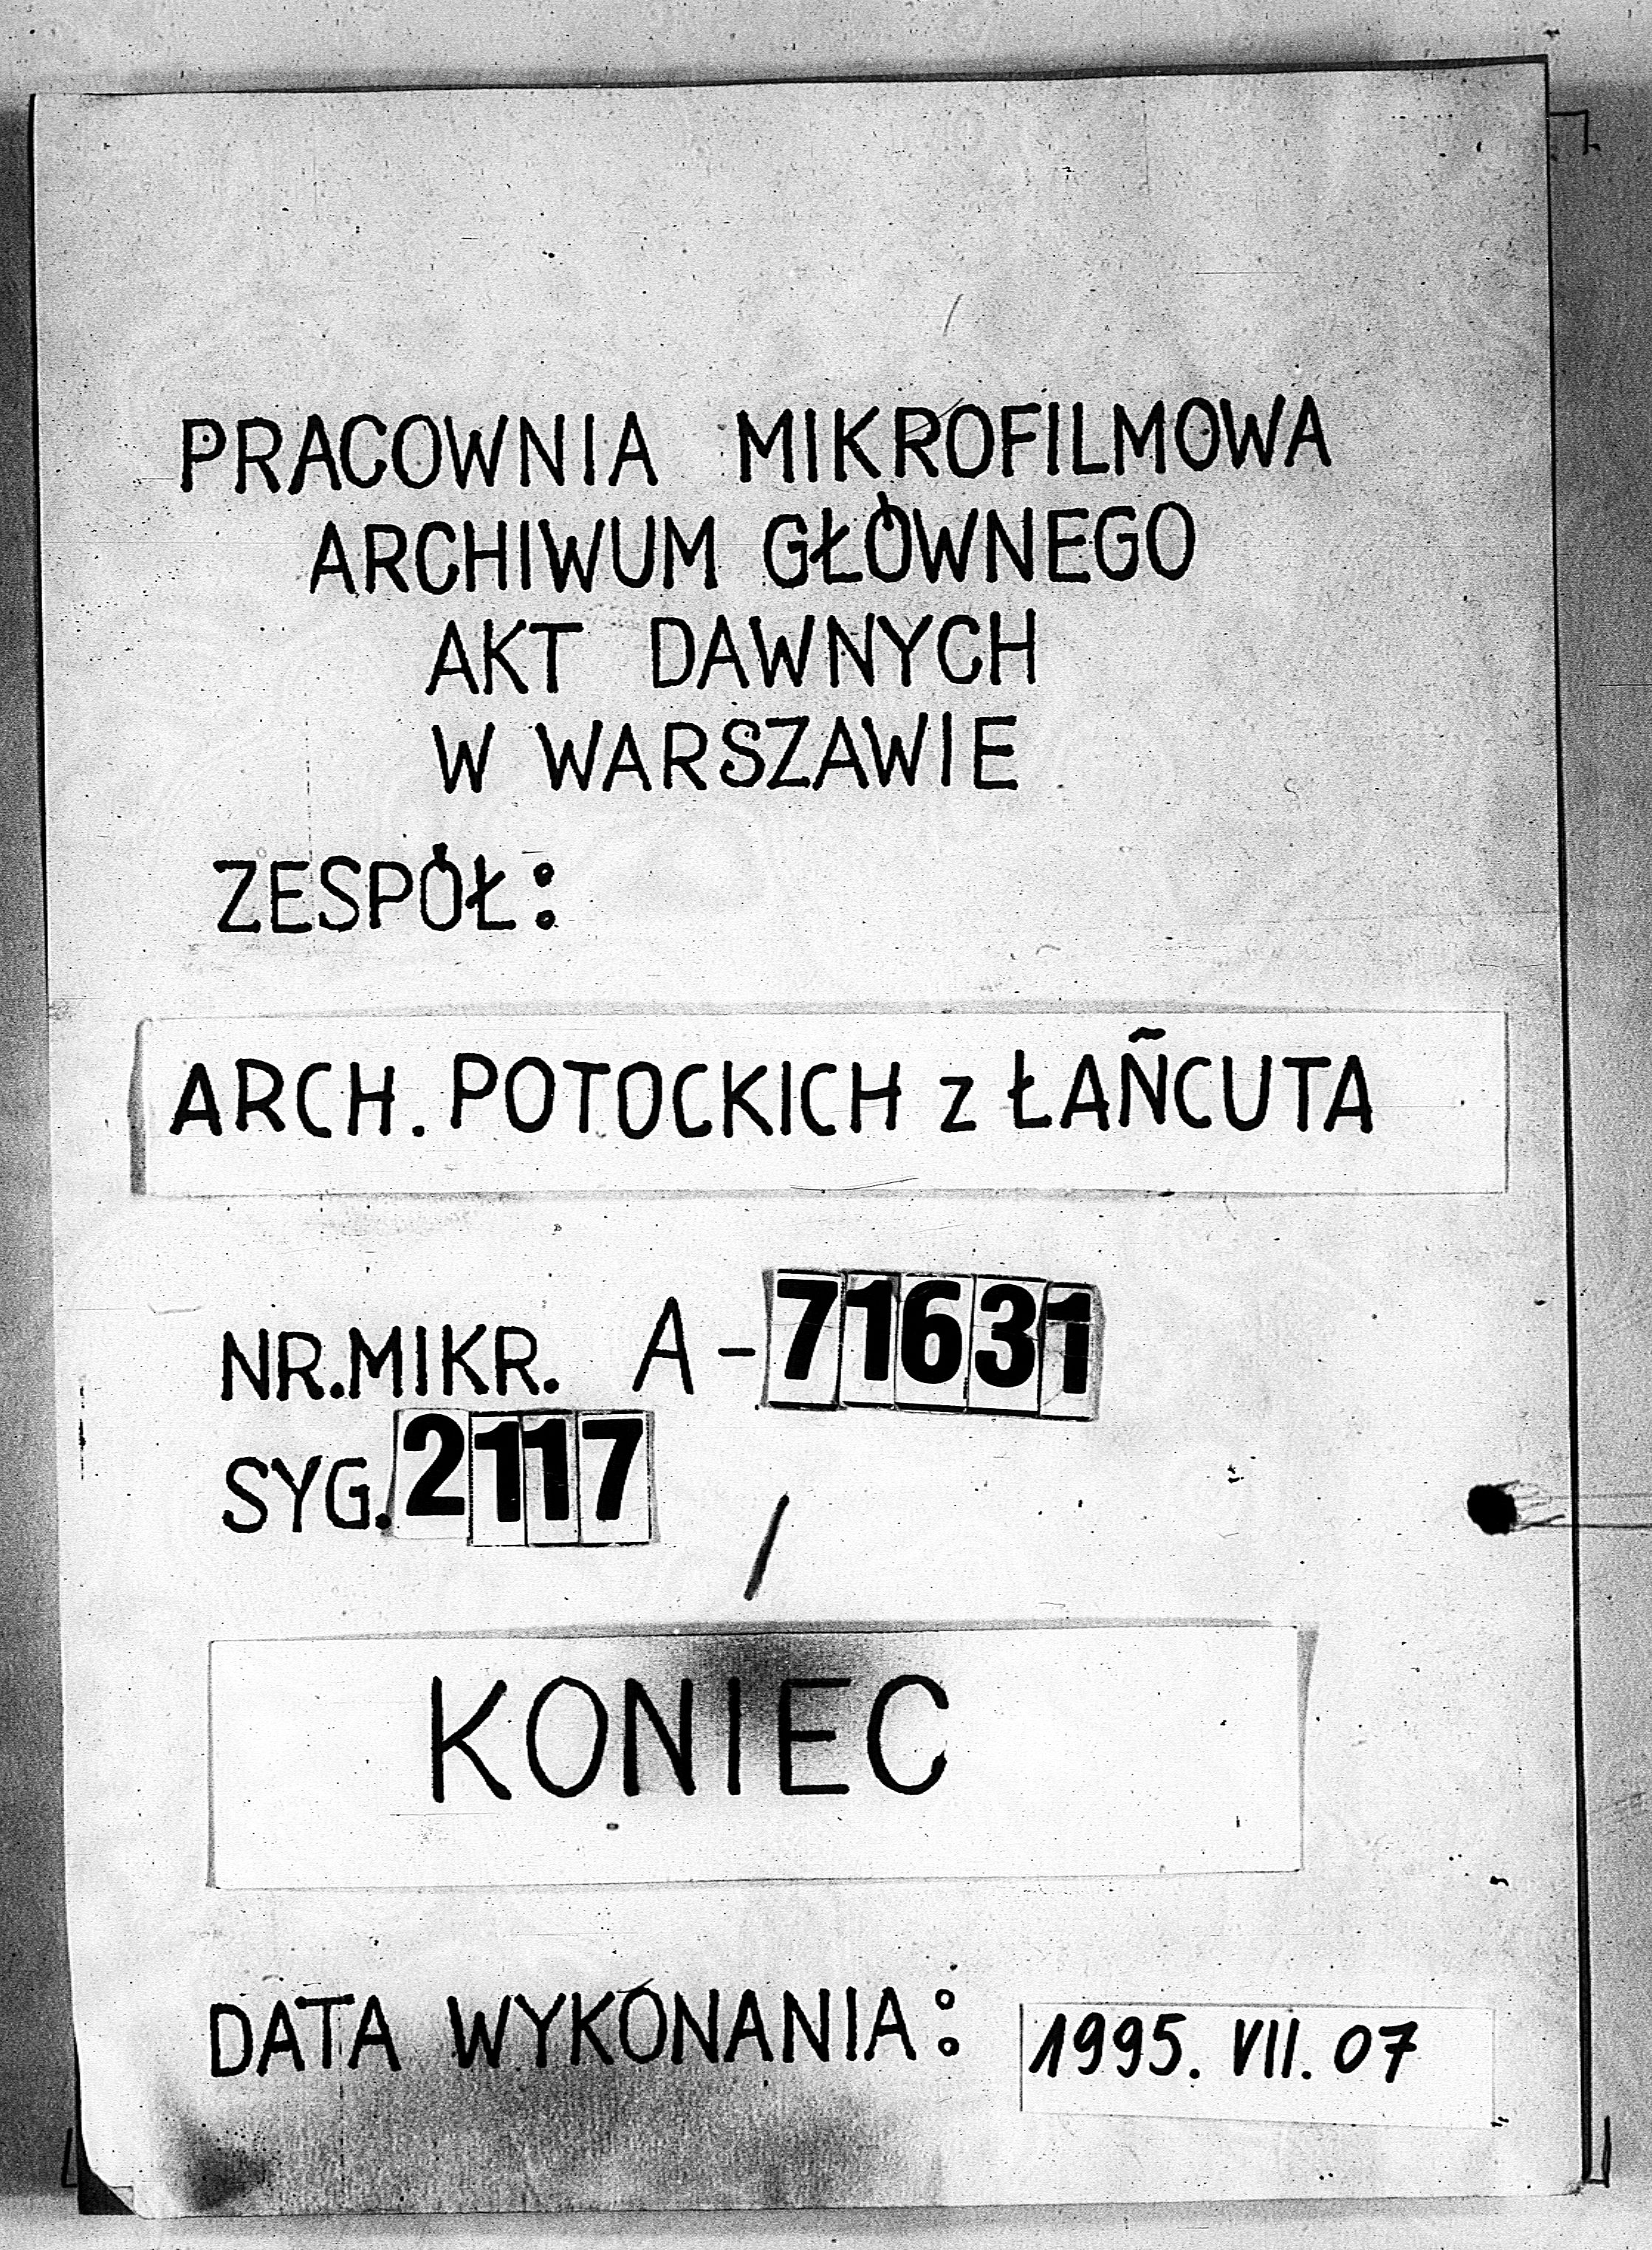 PRACOWNIA MIKROFILMOWA
ARCHIWUM GŁÓWNEGO
AKT DAWNYCH
W WARSZAWIE
ZESPÓŁ:
ARCH. POTOCKICH z ŁAŃCUTA
NR.MIKR. A-71631
SYG. 2117
KONIEC
DATA WYKONANIA: 1995. VII. 07